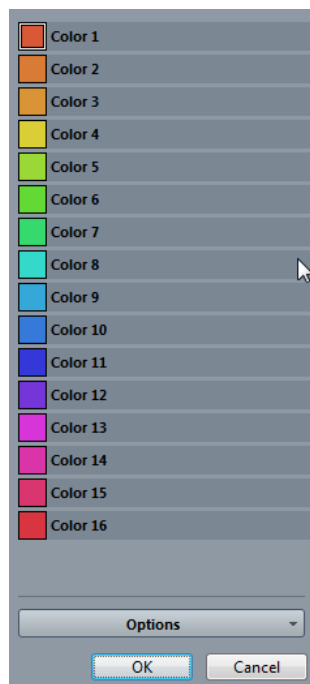 Color 1
Color 2
Color 3
Color 4
Color 5
Color 6
Color 7
Color 8
Color 9
Color 10
Color 11
Color 12
Color 13
Color 14
Color 15
Color 16
Options
OK Cancel